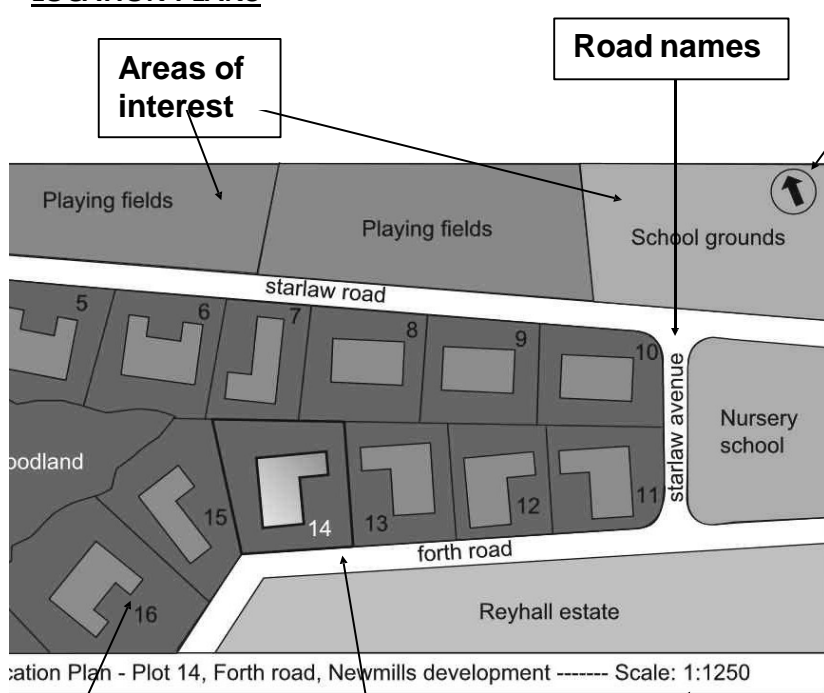 Areas of
interest
Road names
Playing fields
Playing fields
School grounds
starlaw road
5
6
7
8
9
10
starlaw avenue
Nursery
school
15
14
13
12
11
forth road
16
Reyhall estate
Plan - Plot 14, Forth road, Newmills development ------- Scale: 1:1250